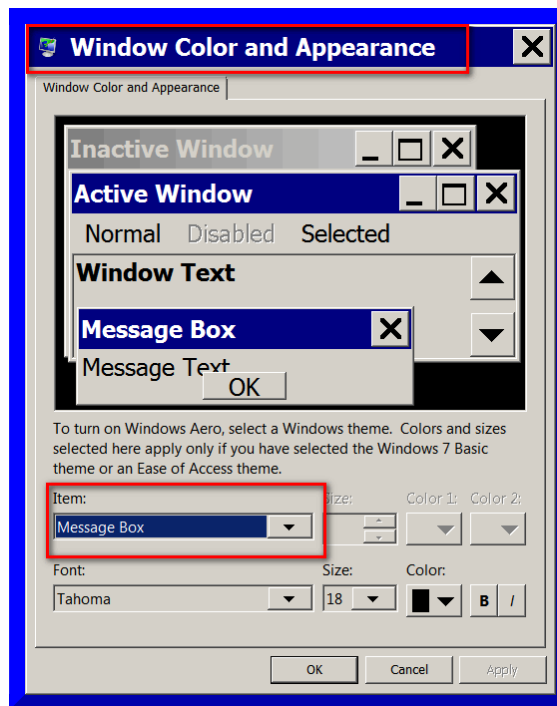 Window Color and Appearance
Window Color and Appearance
Inactive Window
Active Window
Normal Disabled Selected
Window Text
Message Box
Message Text
OK
To turn on Windows Aero, select a Windows theme. Colors and sizes
selected here apply only if you have selected the Windows 7 Basic
theme or an Ease of Access theme.
Item: Size: Color 1: Color 2:
Message Box
Font: Size: Color:
Tahoma 18 B I
OK Cancel Apply